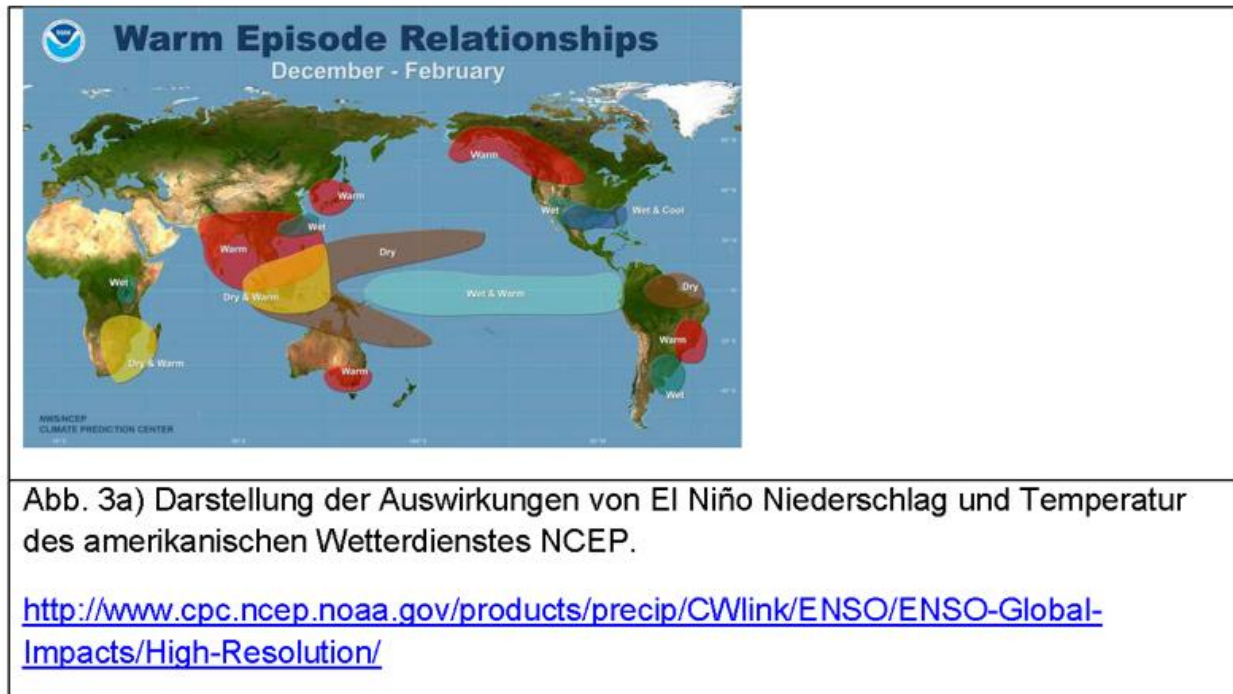 Warm Episode Relationships
December - February
Warm
Warm
Wet
Wet & Cool
Wet
Warm
Dry
Wet
Dry & Warm
Wet & Warm
Dry
Warm
Dry & Warm
Warm
Wet
NWS/NCEP
CLIMATE PREDICTION CENTER
Abb. 3a) Darstellung der Auswirkungen von El Niño Niederschlag und Temperatur
des amerikanischen Wetterdienstes NCEP.
http://www.cpc.ncep.noaa.gov/products/precip/CWlink/ENSO/ENSO-Global-
Impacts/High-Resolution/